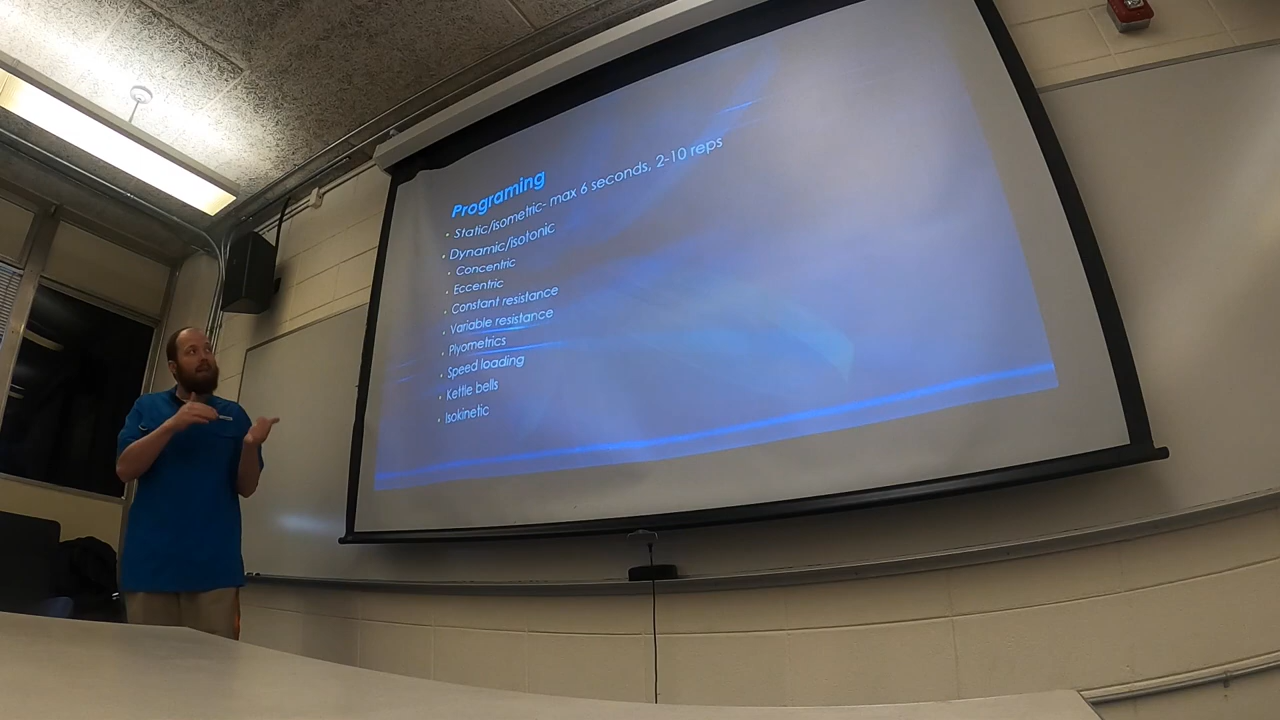 Programing
Static/isometric- max 6 seconds, 2-10 reps
Dynamic/isotonic
Concentric
Eccentric
Constant resistance
Variable resistance
Plyometrics
Speed loading
Kettle bells
Isokinetic